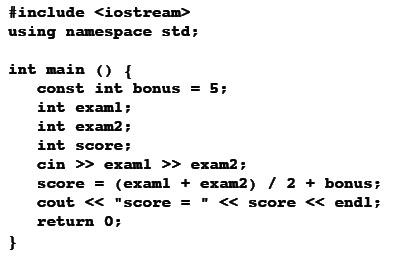 #include <iostream>
using namespace std;

int main () {
    const int bonus = 5;
    int exam1;
    int exam2;
    int score;
    cin >> exam1 >> exam2;
    score = (exam1 + exam2) / 2 + bonus;
    cout << "score = " << score << endl;
    return 0;
}